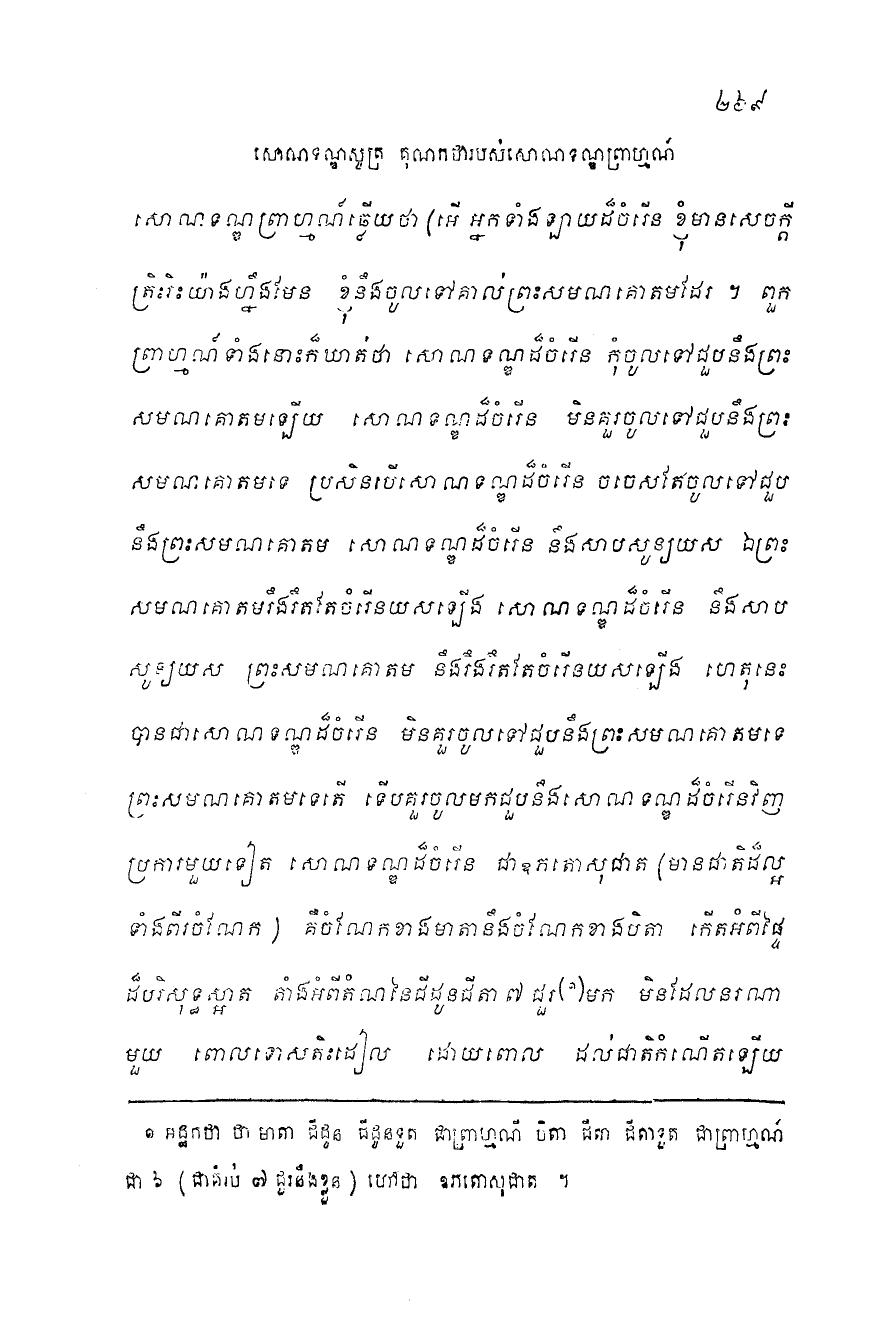 ២៦៩
សោណទណ្ឌសូត្រ គុណកថារបស់សោណទណ្ឌព្រាហ្មណ៍
សោណទណ្ឌព្រាហ្មណ៍ឆ្លើយថា (អើ អ្នកទាំងឡាយដ៏ចំរើន ខ្ញុំមានសេចក្តី
ត្រិះរិះយ៉ាងហ្នឹងមែន ខ្ញុំនឹងចូលទៅគាល់ព្រះសមណគោតមដែរ ។ ពួក
ព្រាហ្មណ៍ទាំងនោះក៏ឃាត់ថា សោណទណ្ឌដ៏ចំរើន កុំចូលទៅជួបនឹងព្រះ
សមណគោតមឡើយ សោណទណ្ឌដ៏ចំរើន មិនគួរចូលទៅជួបនឹងព្រះ
សមណគោតមទេ ប្រសិនបើសោណទណ្ឌដ៏ចំរើន ចចេសតែចូលទៅជួប
នឹងព្រះសមណគោតម សោណទណ្ឌដ៏ចំរើន នឹងសាបសូន្យយស ឯព្រះ
សមណគោតមរឹងរឹតតែចំរើនយសឡើង សោណទណ្ឌដ៏ចំរើន នឹងសាប
សូន្យយស ព្រះសមណគោតម នឹងរឹងរឹតតែចំរើនយសឡើង ហេតុនេះ
បានជាសោណទណ្ឌដ៏ចំរើន មិនគួរចូលទៅជួបនឹងព្រះសមណគោតមទេ
ព្រះសមណគោតមទេតើ ទើបគួរចូលមកជួបនឹងសោណទណ្ឌដ៏ចំរើនវិញ
ប្រការមួយទៀត សោណទណ្ឌដ៏ចំរើន ជាឧភតោសុជាត (មានជាតិដ៏ល្អ
ទាំងពីរចំណែក) គឺចំណែកខាងមាតានឹងចំណែកខាងបិតា កើតអំពីផ្ទៃ
ដ៏បរិសុទ្ធស្អាត តាំងអំពីតំណនៃជីដូនជីតា ៧ ជួរ(១)មក មិនដែលនរណា
មួយ ពោលទោសតិះដៀល ដោយពោល ដល់ជាតិកំណើតឡើយ
១ អដ្ឋកថា ថា មាតា ជីដូន ជីដូនទួត ជាព្រាហ្មណី បិតា ជីតា ជីតាទួត ជាព្រាហ្មណ៍
ជា ៦ (ជាគំរប់ ៧ ជួរនឹងខ្លួន) ហៅថា ឧភតោសុជាត ។